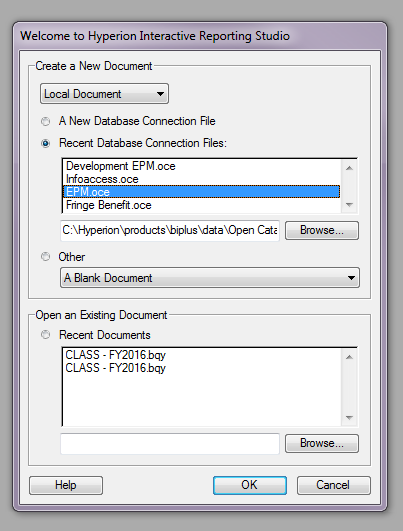 Welcome to Hyperion Interactive Reporting Studio
Create a New Document
Local Document
A New Database Connection File
Recent Database Connection Files:
Development EPM.oce
Infoaccess.oce
EPM.oce
Fringe Benefit.oce
C:\Hyperion\products\biplus\data\Open Cata
Browse...
Other
A Blank Document
Open an Existing Document
Recent Documents
CLASS - FY2016.bqy
CLASS - FY2016.bqy
Browse...
Help
OK
Cancel